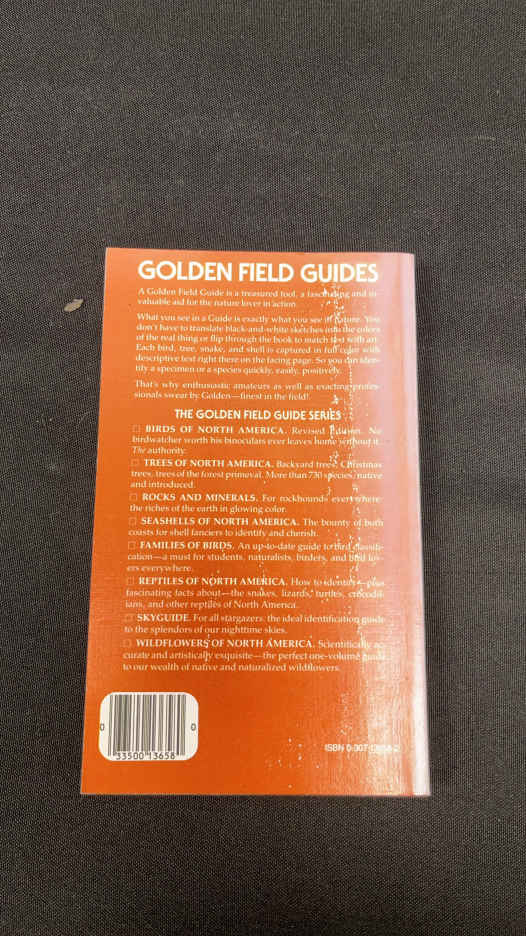 GOLDEN FIELD GUIDES
A Golden Field Guide is a treasured tool, a fascinating and in-
valuable aid for the nature lover in action.
What you see in a Guide is exactly what you see in nature. You
don't have to translate black-and-white sketches into the colors
of the real thing or flip through the book to match text with art.
Each bird, tree, snake, and shell is captured in full color with
descriptive text right there on the facing page. So you can iden-
tify a specimen or a species quickly, easily, positively.
That's why enthusiastic amateurs as well as exacting profes-
sionals swear by Golden—finest in the field!
THE GOLDEN FIELD GUIDE SERIES
□ BIRDS OF NORTH AMERICA. Revised Edition. No
birdwatcher worth his binoculars ever leaves home without it.
The authority.
□ TREES OF NORTH AMERICA. Backyard trees, Christmas
trees, trees of the forest primeval. More than 730 species, native
and introduced.
□ ROCKS AND MINERALS. For rockhounds everywhere—
the riches of the earth in glowing color.
□ SEASHELLS OF NORTH AMERICA. The bounty of both
coasts for shell fanciers to identify and cherish.
□ FAMILIES OF BIRDS. An up-to-date guide to bird classifi-
cation—a must for students, naturalists, birders, and bird lov-
ers everywhere.
□ REPTILES OF NORTH AMERICA. How to identify—plus
fascinating facts about—the snakes, lizards, turtles, crocodil-
ians, and other reptiles of North America.
□ SKYGUIDE. For all stargazers: the ideal identification guide
to the splendors of our nighttime skies.
□ WILDFLOWERS OF NORTH AMERICA. Scientifically ac-
curate and artistically exquisite—the perfect one-volume guide
to our wealth of native and naturalized wildflowers.
0 33500 13658 0
ISBN 0-307-